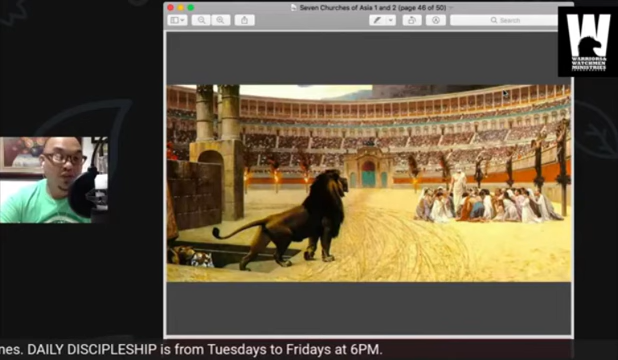 Seven Churches of Asia 1 and 2 (page 46 of 50)
Search
W
WARRIORS &
WATCHMEN
MINISTRIES
nes. DAILY DISCIPLESHIP is from Tuesdays to Fridays at 6PM.